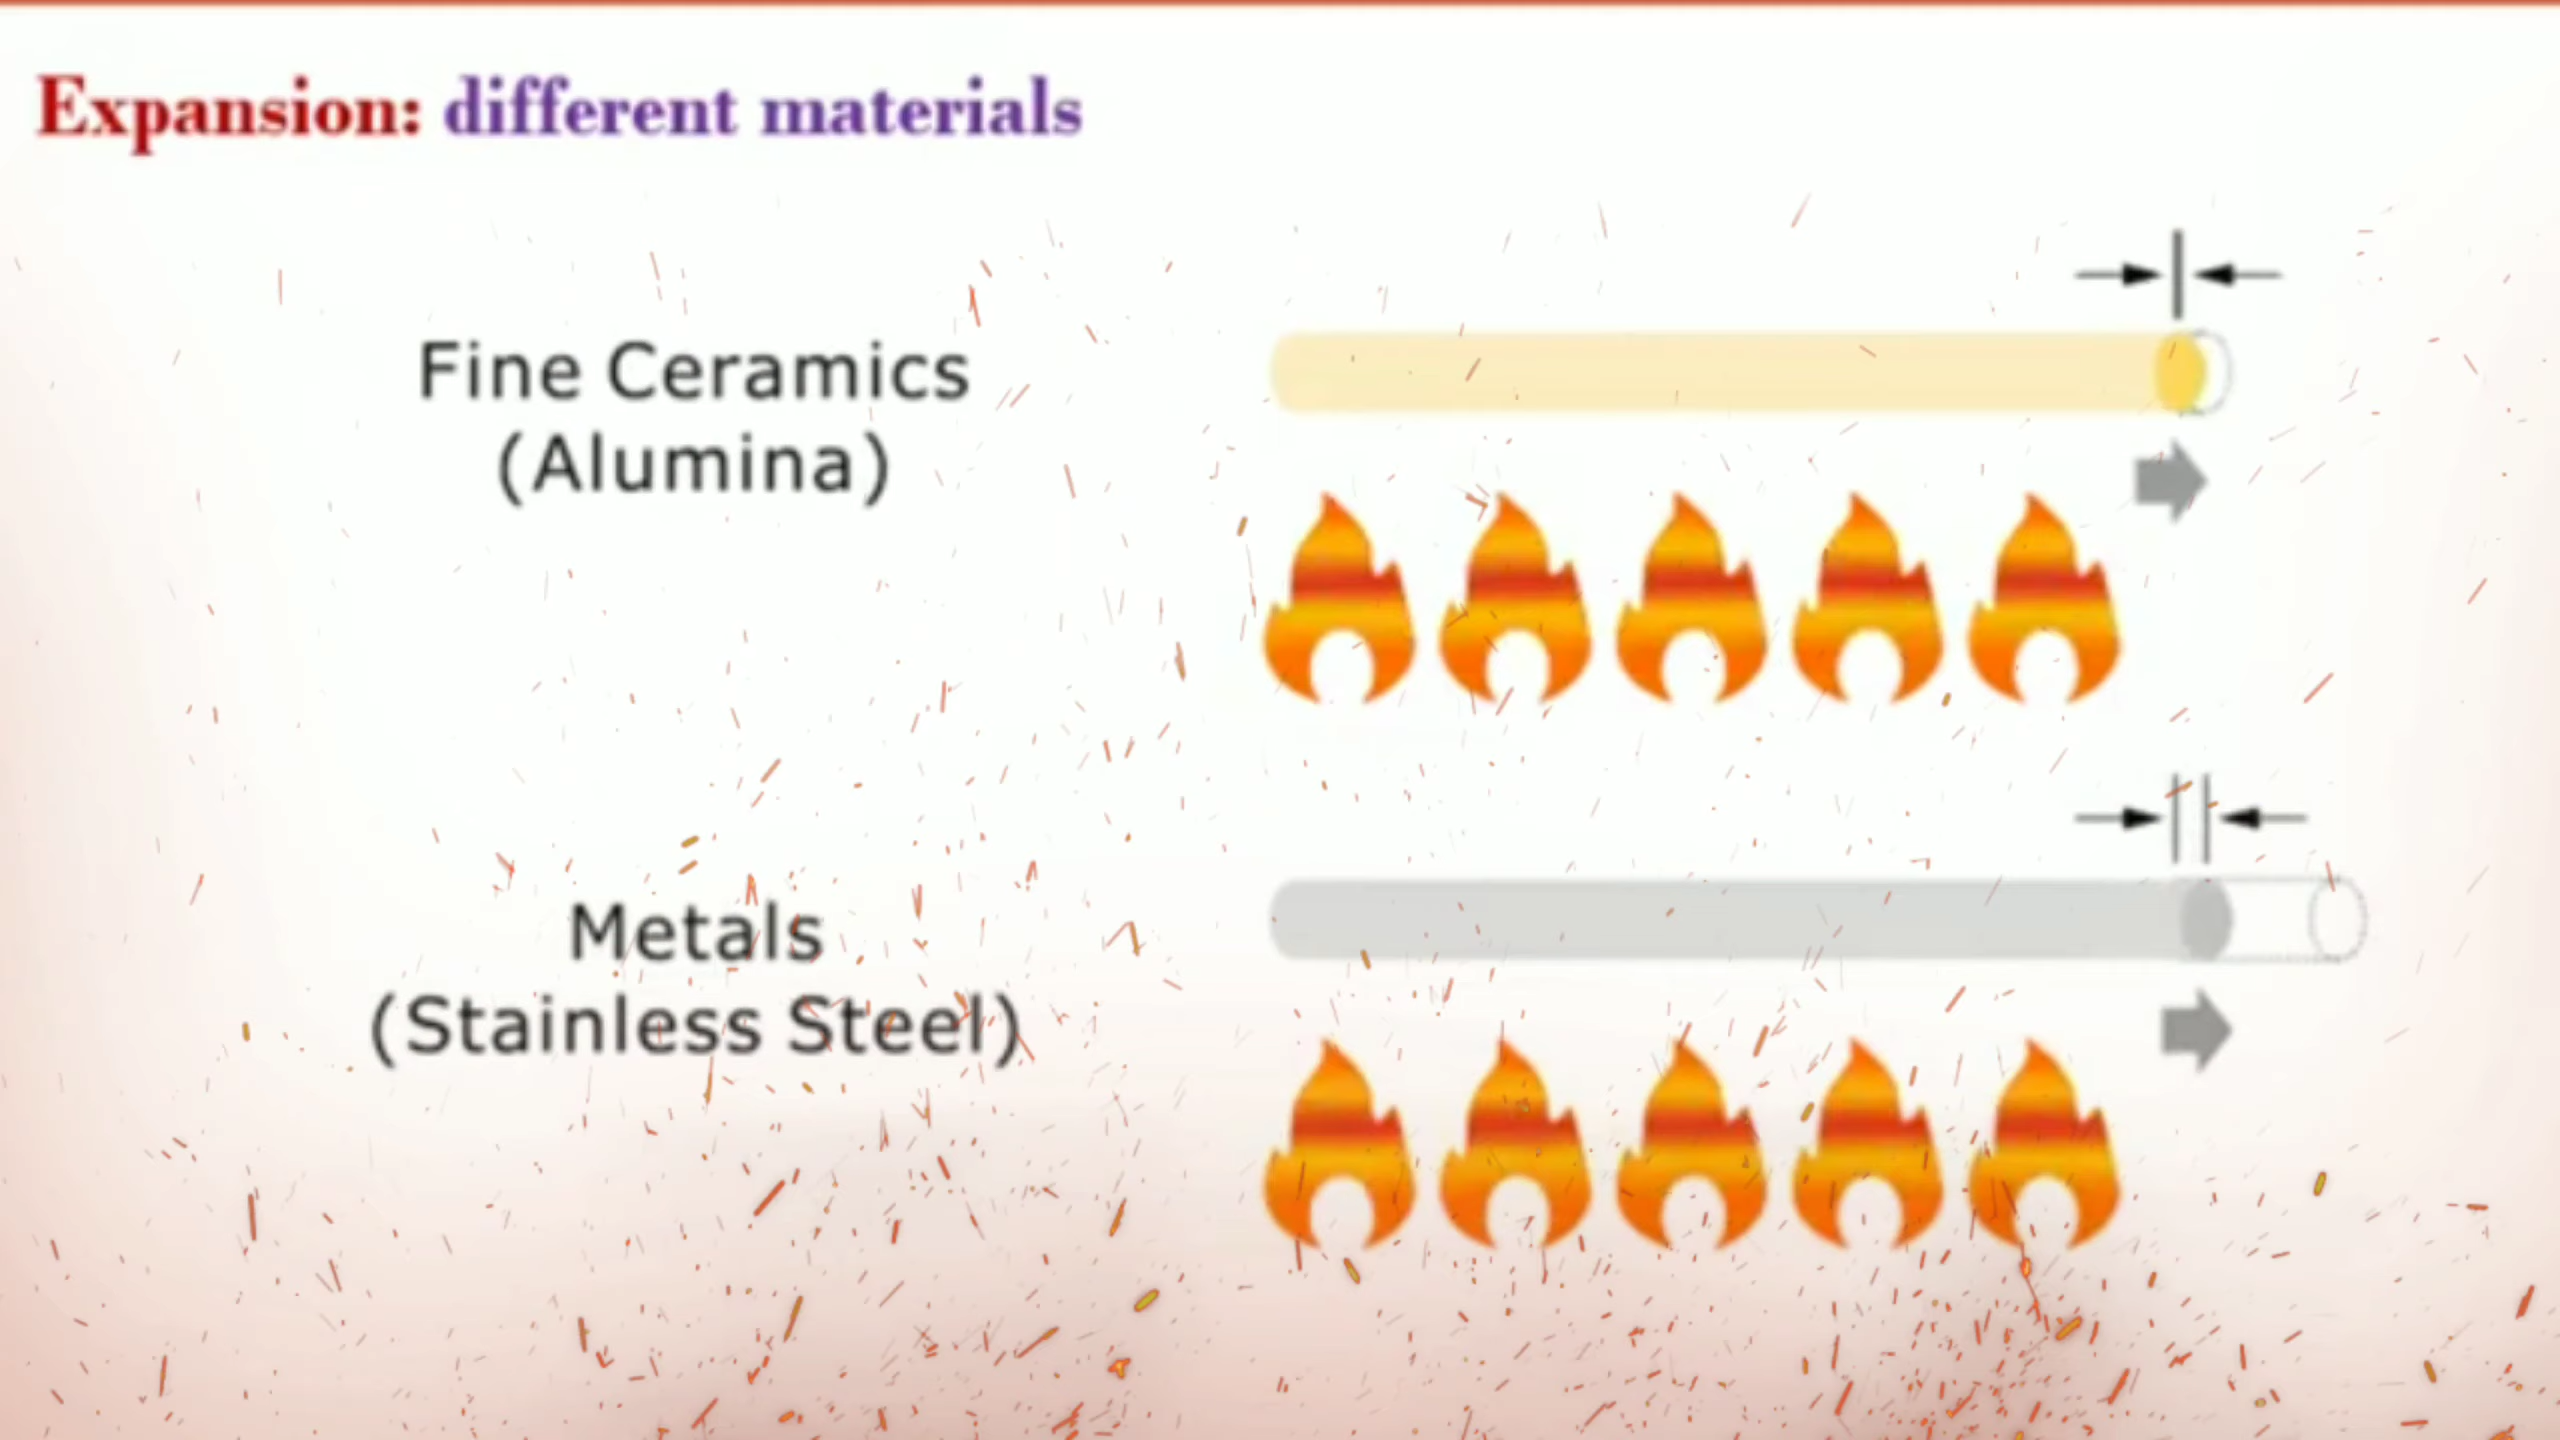 Expansion: different materials
Fine Ceramics
(Alumina)
Metals
(Stainless Steel)